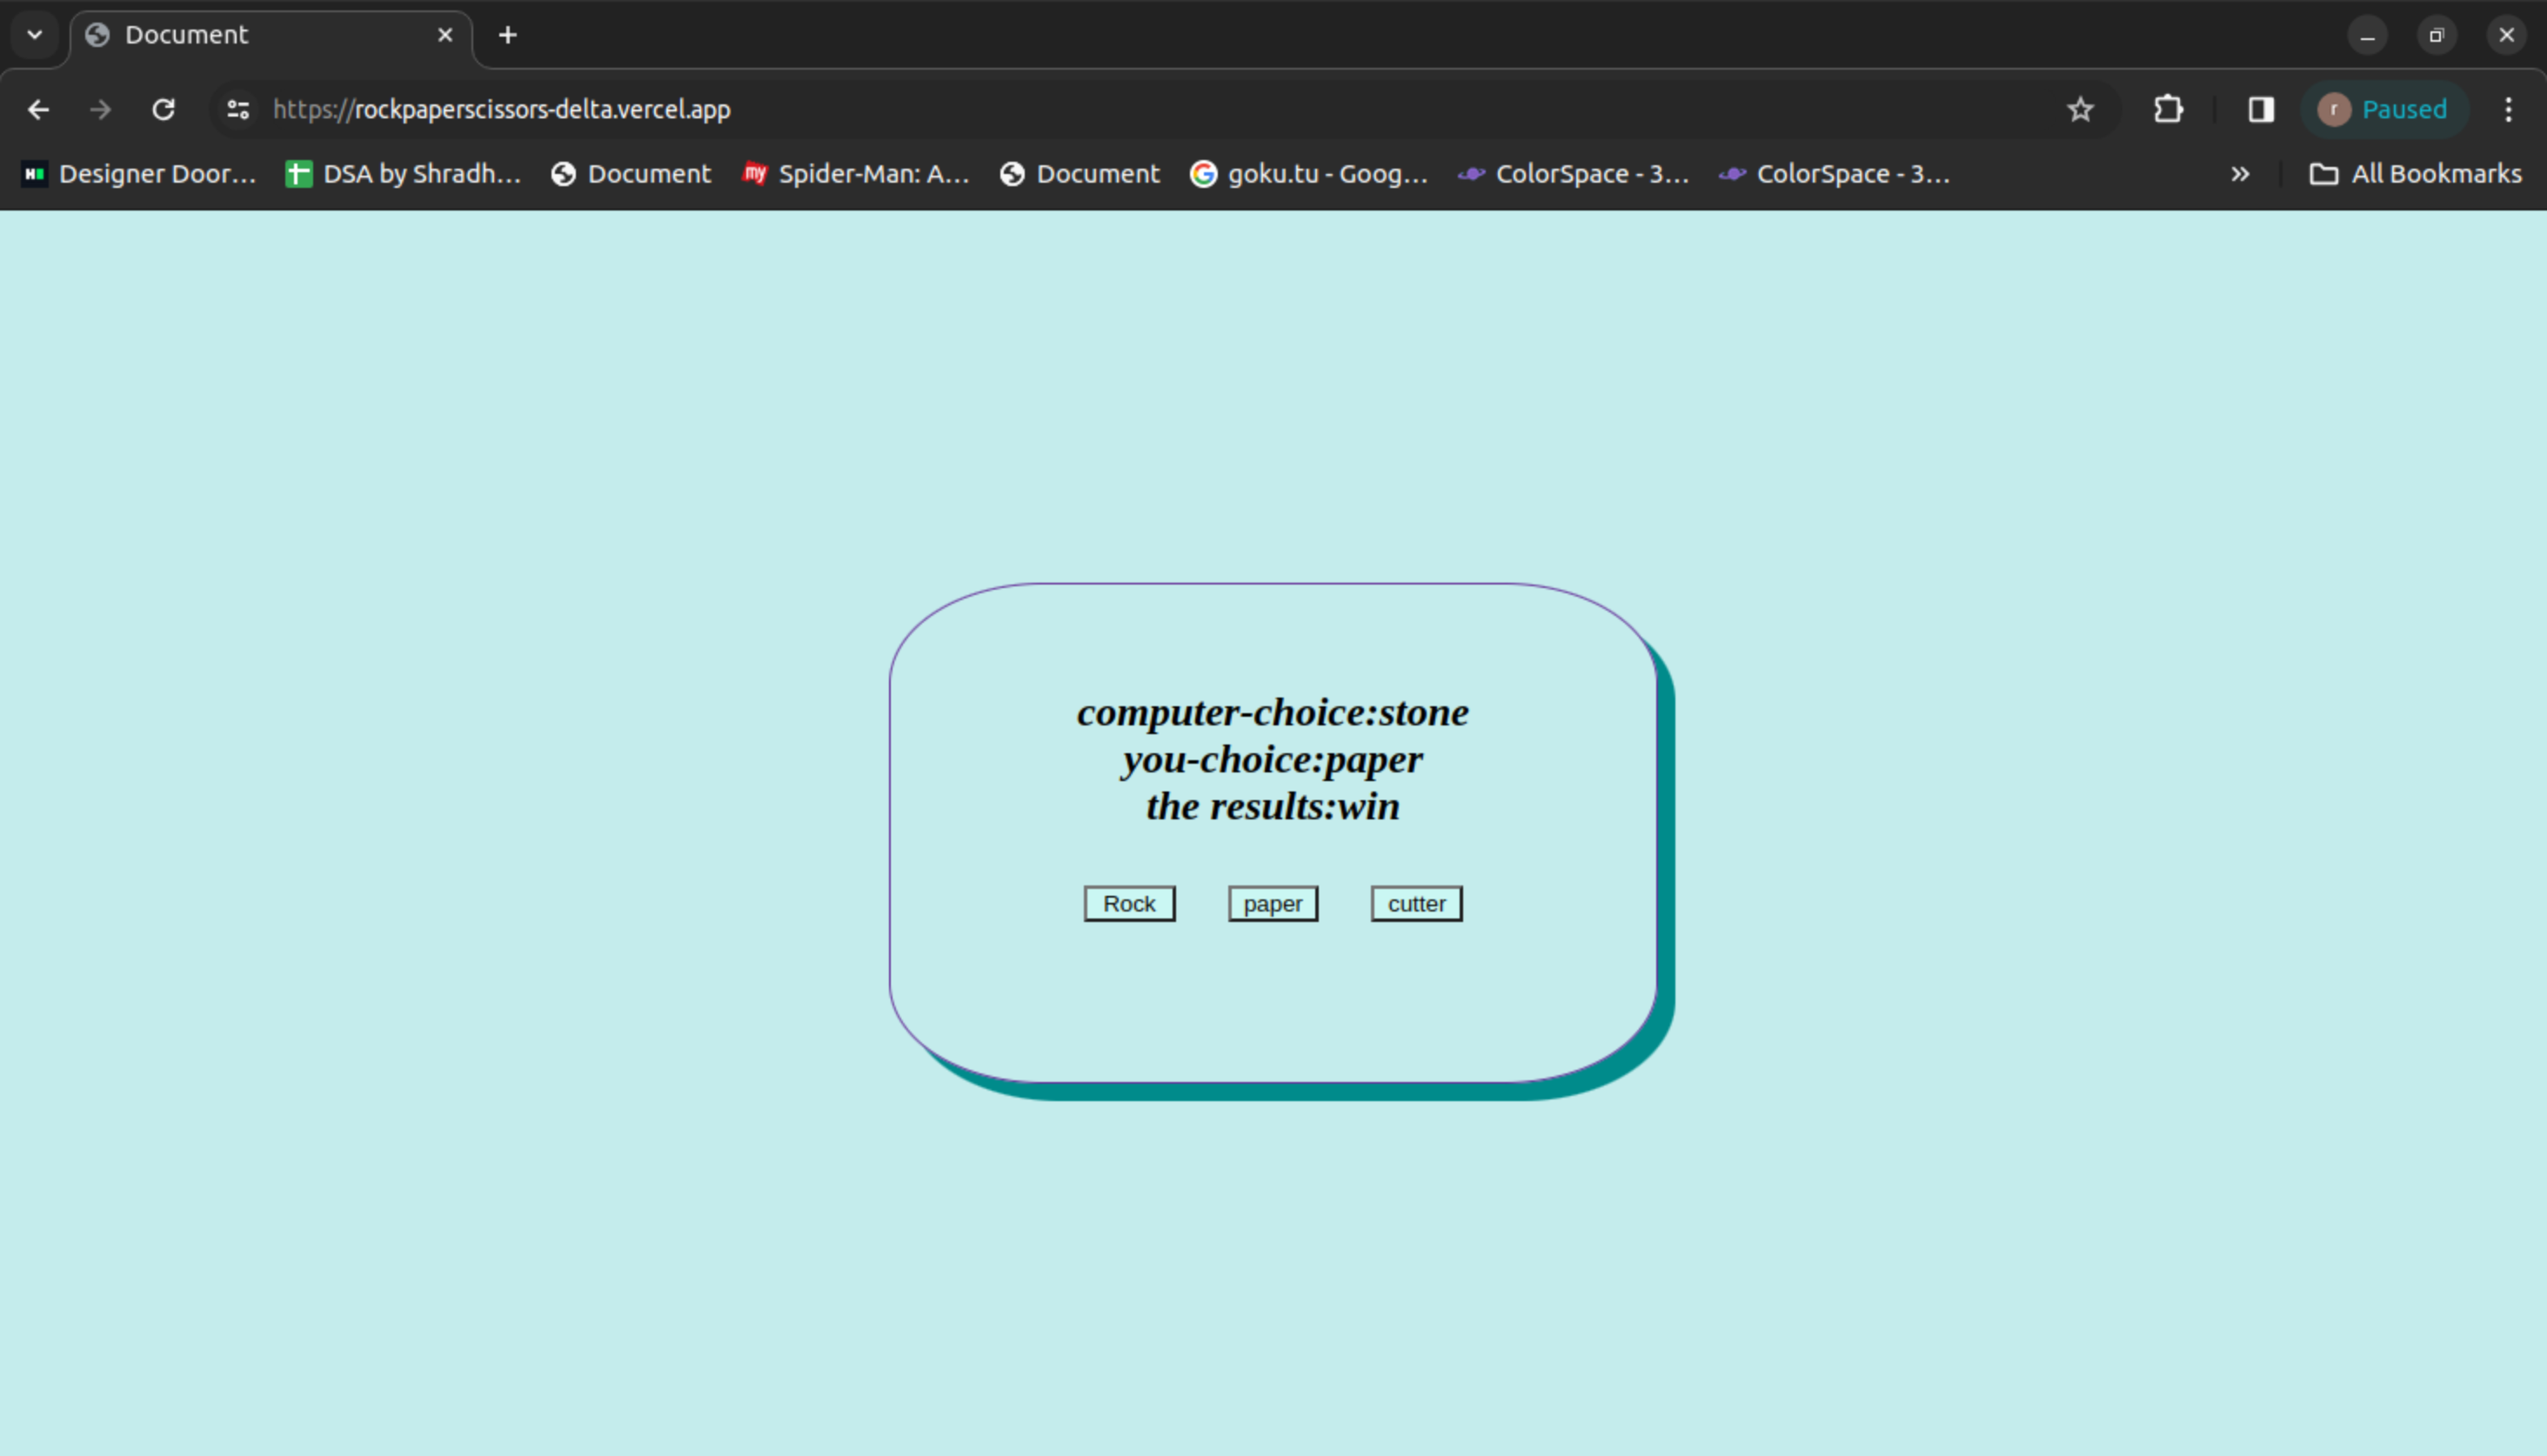 Document
https://rockpaperscissors-delta.vercel.app
r Paused
Designer Door... DSA by Shradh... Document my Spider-Man: A... Document goku.tu - Goog... ColorSpace - 3... ColorSpace - 3... All Bookmarks
computer-choice:stone
you-choice:paper
the results:win
Rock paper cutter